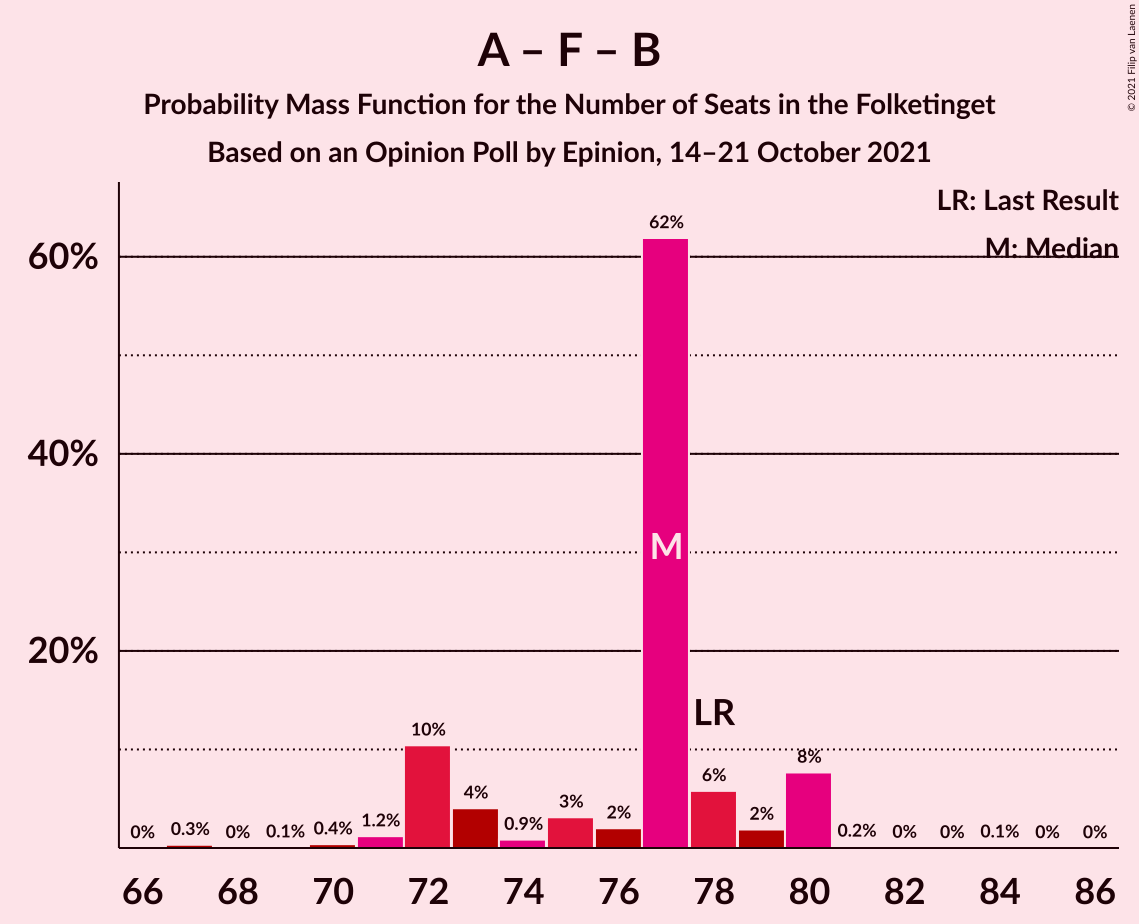 A – F – B
Probability Mass Function for the Number of Seats in the Folketinget
Based on an Opinion Poll by Epinion, 14–21 October 2021
© 2021 Filip van Laenen
LR: Last Result
M: Median
60%
40%
20%
0%
0.3%
0%
0.1%
0.4%
1.2%
10%
4%
0.9%
3%
2%
62%
M
LR
6%
2%
8%
0.2%
0%
0%
0.1%
0%
0%
66 68 70 72 74 76 78 80 82 84 86